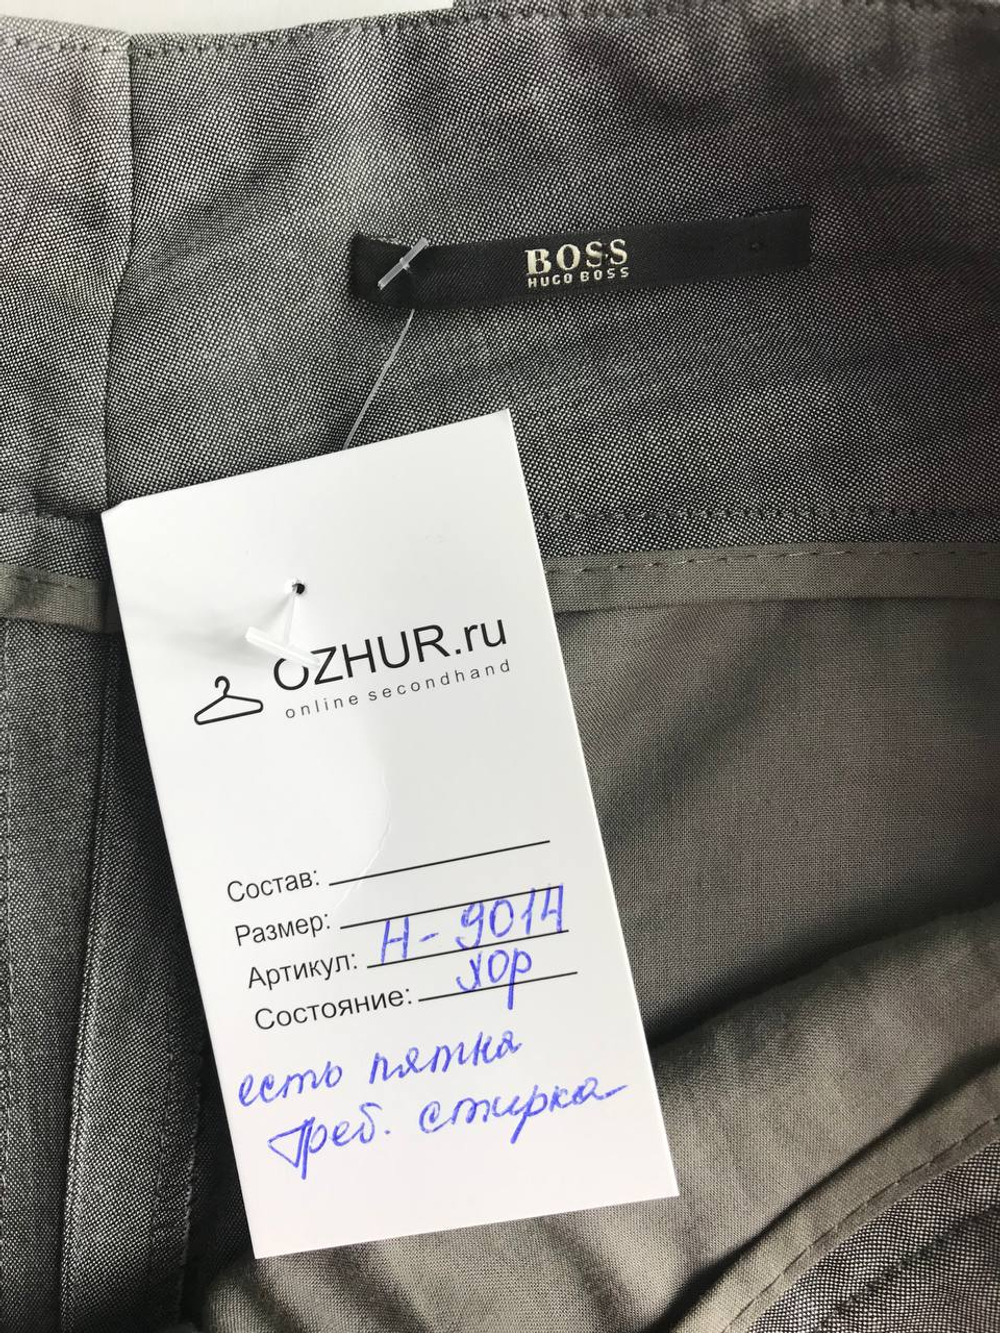 BOSS
HUGO BOSS
OZHUR.ru
online secondhand
Состав:
Размер:
Артикул: Н-9014
Состояние: хор
есть пятна
треб. стирка